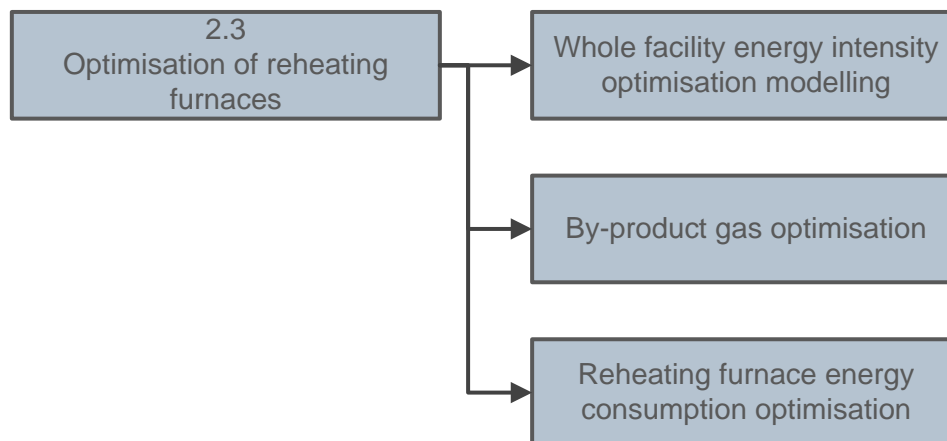 2.3
Optimisation of reheating
furnaces
Whole facility energy intensity
optimisation modelling
By-product gas optimisation
Reheating furnace energy
consumption optimisation